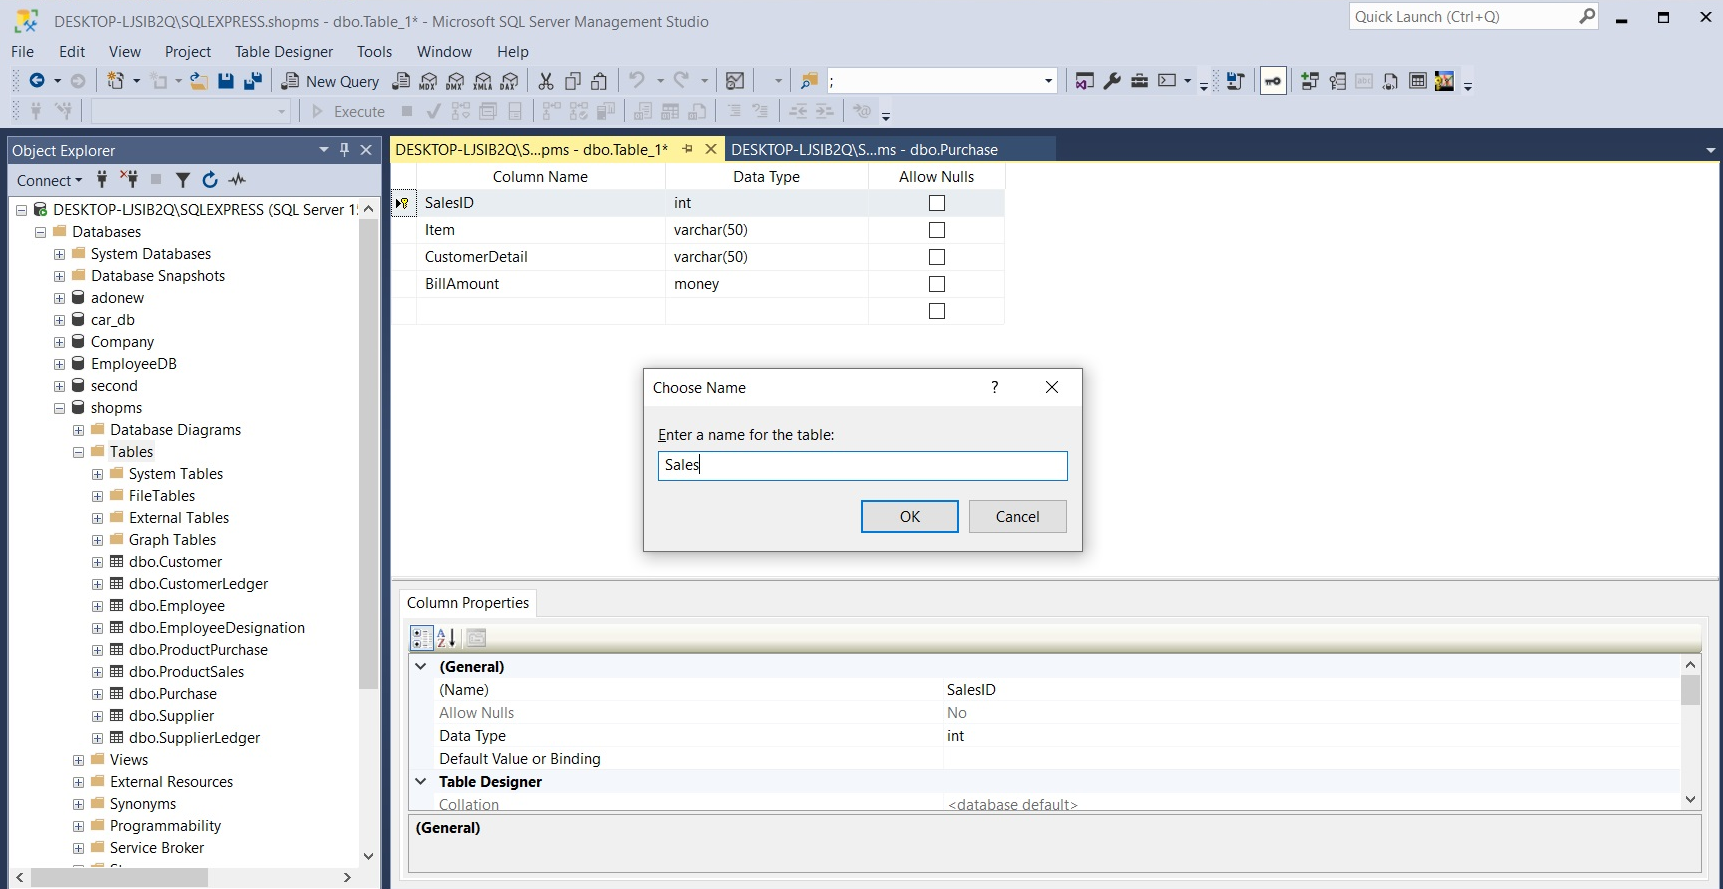 DESKTOP-LJSIB2Q\SQLEXPRESS.shopms - dbo.Table_1* - Microsoft SQL Server Management Studio
Quick Launch (Ctrl+Q)
File Edit View Project Table Designer Tools Window Help
New Query MDX DMX XMLA DAX ;
Execute
Object Explorer
Connect
DESKTOP-LJSIB2Q\SQLEXPRESS (SQL Server
Databases
System Databases
Database Snapshots
adonew
car_db
Company
EmployeeDB
second
shopms
Database Diagrams
Tables
System Tables
FileTables
External Tables
Graph Tables
dbo.Customer
dbo.CustomerLedger
dbo.Employee
dbo.EmployeeDesignation
dbo.ProductPurchase
dbo.ProductSales
dbo.Purchase
dbo.Supplier
dbo.SupplierLedger
Views
External Resources
Synonyms
Programmability
Service Broker
DESKTOP-LJSIB2Q\S...pms - dbo.Table_1* DESKTOP-LJSIB2Q\S...ms - dbo.Purchase
Column Name Data Type Allow Nulls
SalesID int
Item varchar(50)
CustomerDetail varchar(50)
BillAmount money
Choose Name ?
Enter a name for the table:
Sales
OK Cancel
Column Properties
(General)
(Name) SalesID
Allow Nulls No
Data Type int
Default Value or Binding
Table Designer
Collation <database default>
(General)